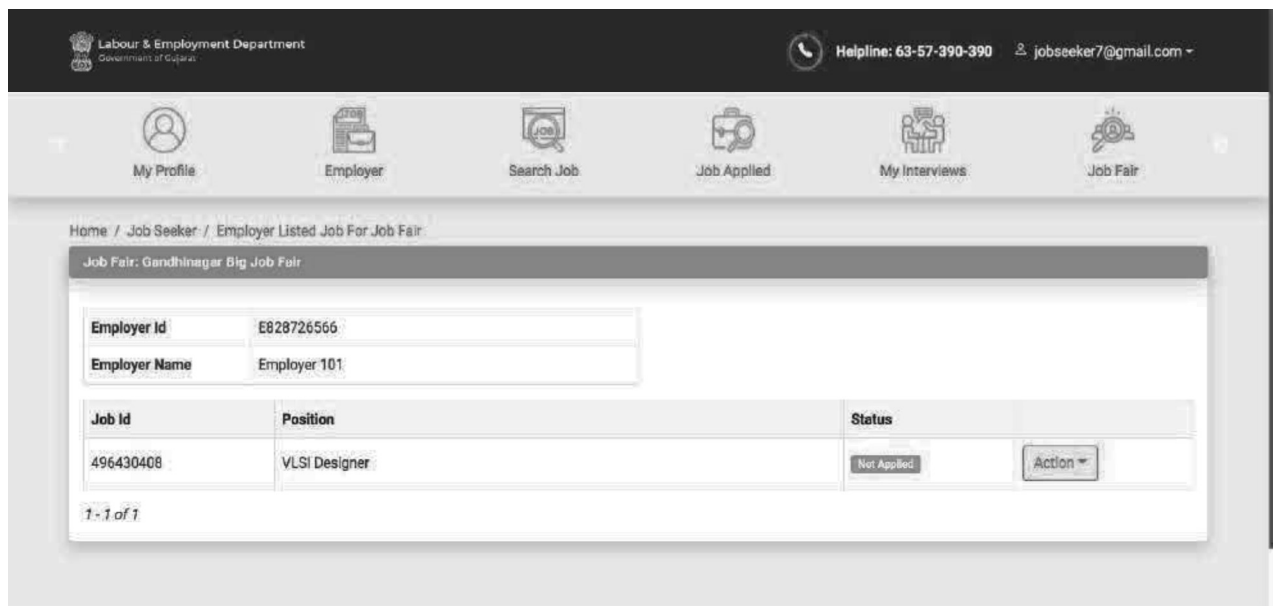 Labour & Employment Department
Government of Gujarat
Helpline: 63-57-390-390
jobseeker7@gmail.com
My Profile
Employer
Search Job
Job Applied
My Interviews
Job Fair
Home / Job Seeker / Employer Listed Job For Job Fair
Job Fair: Gandhinagar Big Job Fair
Employer Id E828726566
Employer Name Employer 101
Job Id Position Status
496430408 VLSI Designer Not Applied Action
1 - 1 of 1